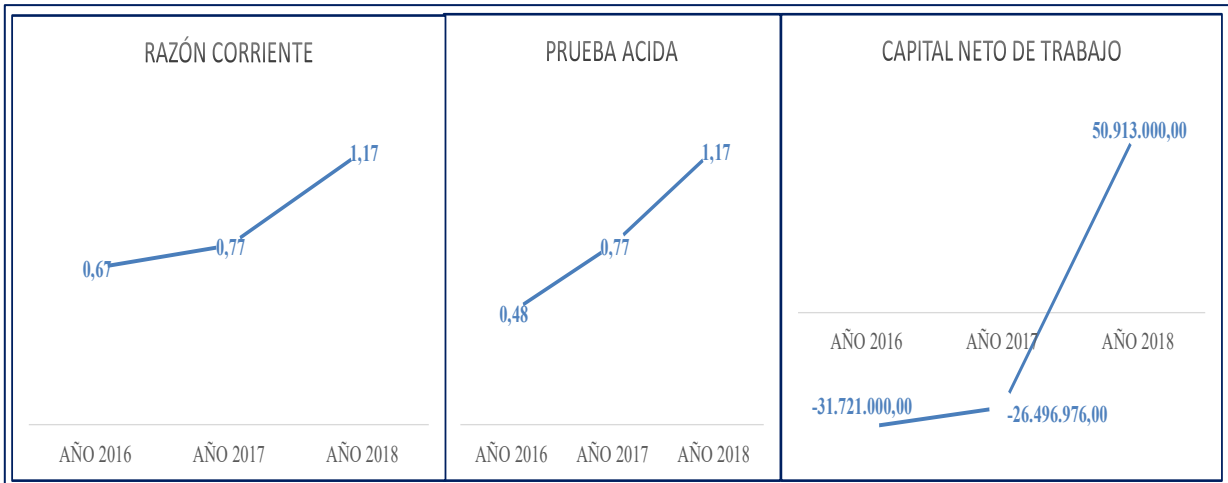 RAZÓN CORRIENTE
1,17
0,77
0,67
AÑO 2016 AÑO 2017 AÑO 2018
PRUEBA ACIDA
1,17
0,77
0,48
AÑO 2016 AÑO 2017 AÑO 2018
CAPITAL NETO DE TRABAJO
50.913.000,00
AÑO 2016 AÑO 2017 AÑO 2018
-31.721.000,00
-26.496.976,00